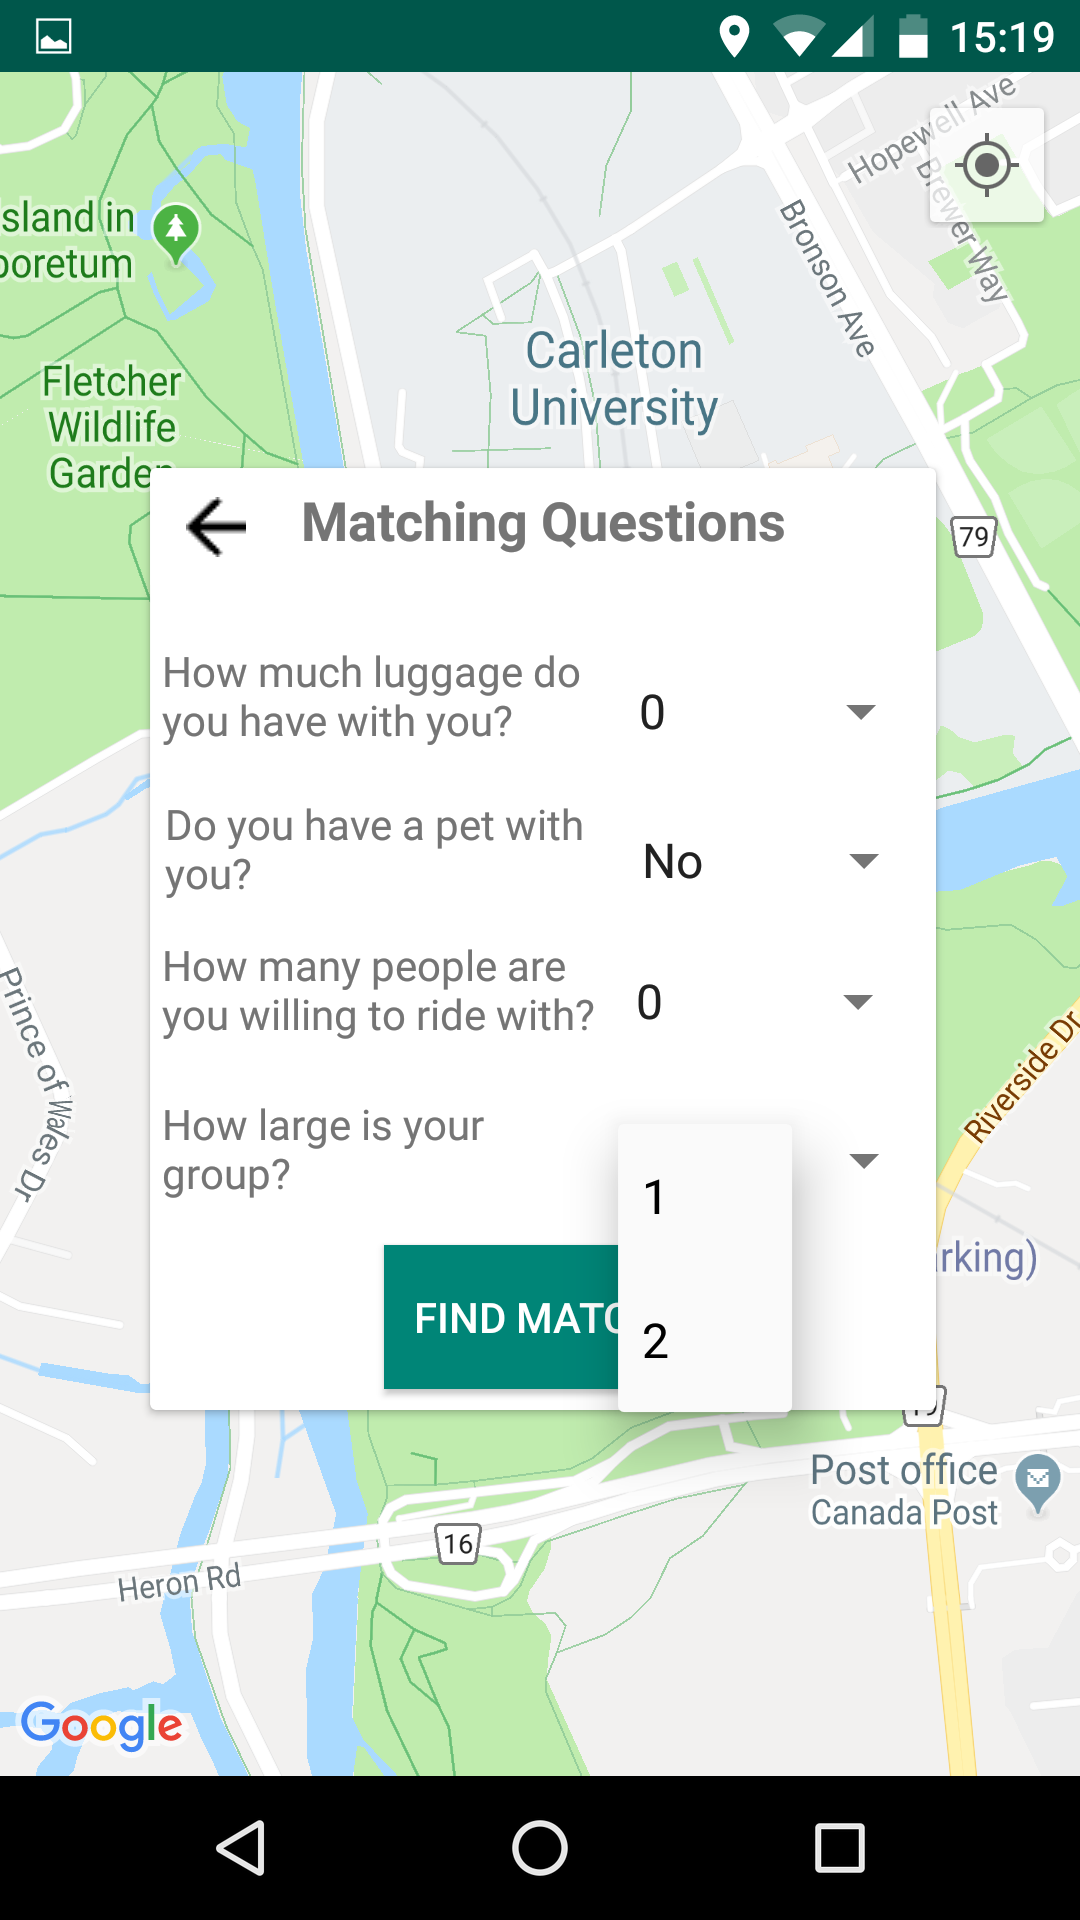 15:19
Hopewell Ave
Brewer Way
Bronson Ave
sland in
boretum
Carleton
University
Fletcher
Wildlife
Garden
Matching Questions
79
How much luggage do
you have with you?
0
Do you have a pet with
you?
No
How many people are
you willing to ride with?
0
Prince of Wales Dr
Riverside Dr
How large is your
group?
1
2
rking)
FIND MATC
19
Post office
Canada Post
16
Heron Rd
Google